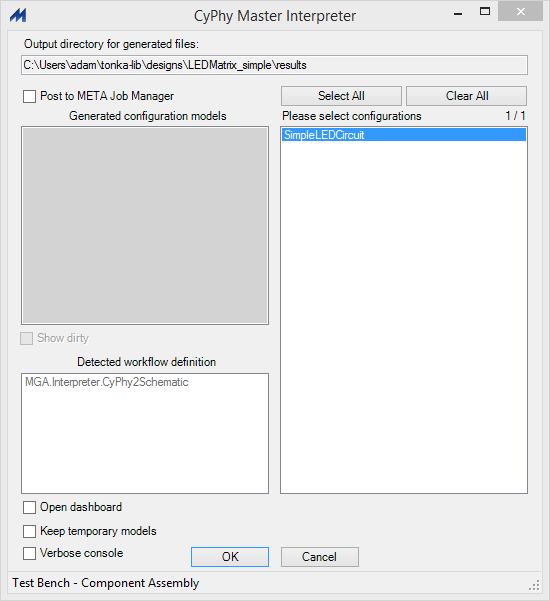 CyPhy Master Interpreter
Output directory for generated files:
C:\Users\adam\tonka-lib\designs\LEDMatrix_simple\results
Post to META Job Manager
Select All
Clear All
Generated configuration models
Please select configurations
1 / 1
SimpleLEDCircuit
Show dirty
Detected workflow definition
MGA.Interpreter.CyPhy2Schematic
Open dashboard
Keep temporary models
Verbose console
OK
Cancel
Test Bench - Component Assembly